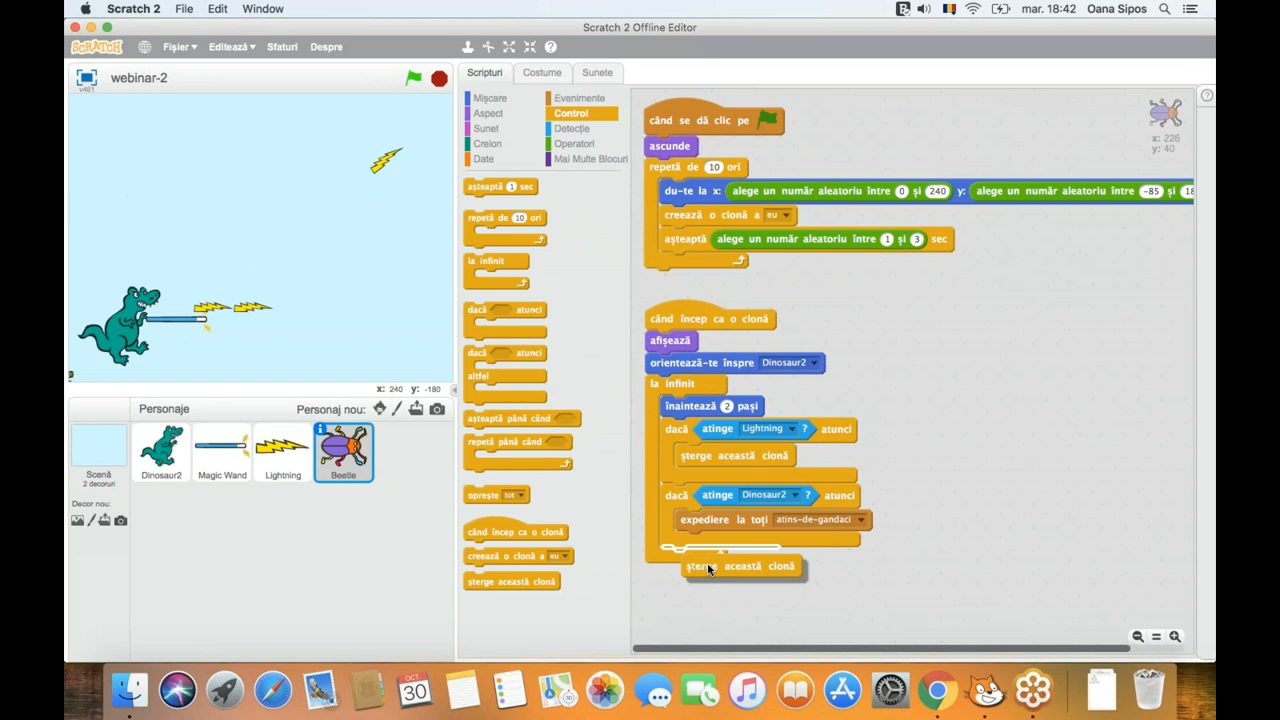 Scratch 2 File Edit Window mar. 18:42 Oana Sipos
Scratch 2 Offline Editor
SCRATCH Fișier Editează Sfaturi Despre
webinar-2
v461
x: 240 y: -180
Personaje Personaj nou:
Scenă
2 decoruri
Decor nou:
Dinosaur2 Magic Wand Lightning Beetle
Scripturi Costume Sunete
Mișcare Evenimente
Aspect Control
Sunet Detecție
Creion Operatori
Date Mai Multe Blocuri
așteaptă 1 sec
repetă de 10 ori
la infinit
dacă atunci
dacă atunci
altfel
așteaptă până când
repetă până când
oprește tot
când încep ca o clonă
creează o clonă a eu
șterge această clonă
când se dă clic pe
ascunde
repetă de 10 ori
du-te la x: alege un număr aleatoriu între 0 și 240 y: alege un număr aleatoriu între -85 și 18
creează o clonă a eu
așteaptă alege un număr aleatoriu între 1 și 3 sec
când încep ca o clonă
afișează
orientează-te înspre Dinosaur2
la infinit
înaintează 2 pași
dacă atinge Lightning ? atunci
șterge această clonă
dacă atinge Dinosaur2 ? atunci
expediere la toți atins-de-gandaci
șterge această clonă
x: 226
y: 40
OCT
30